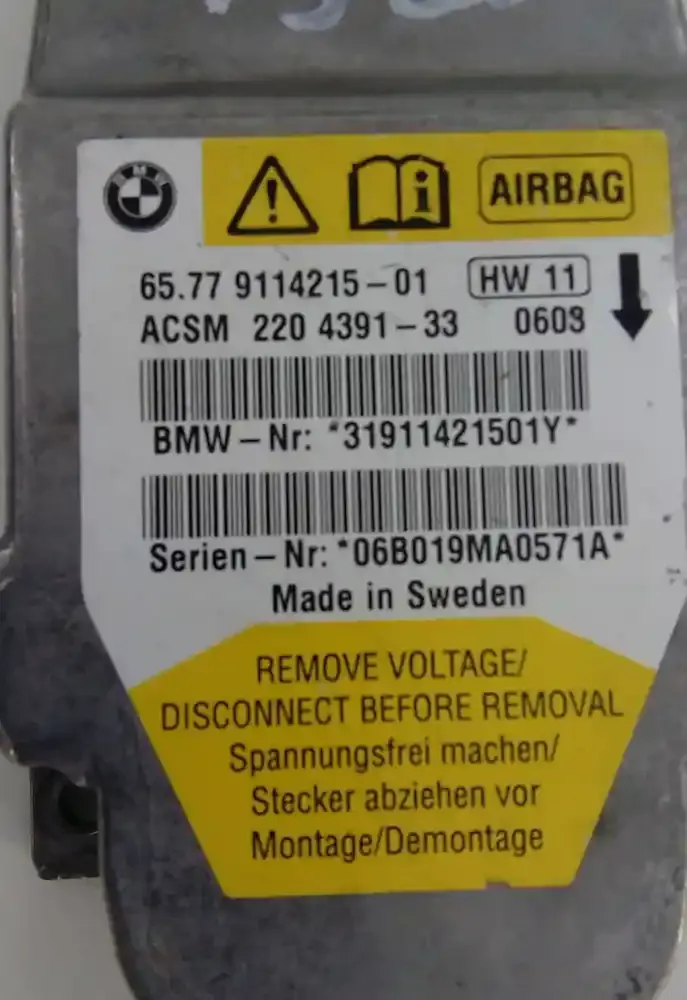 BMW
AIRBAG
65.77 9114215-01 HW 11
ACSM 220 4391-33 0603
BMW-Nr: *31911421501Y*
Serien-Nr: *06B019MA0571A*
Made in Sweden
REMOVE VOLTAGE/
DISCONNECT BEFORE REMOVAL
Spannungsfrei machen/
Stecker abziehen vor
Montage/Demontage